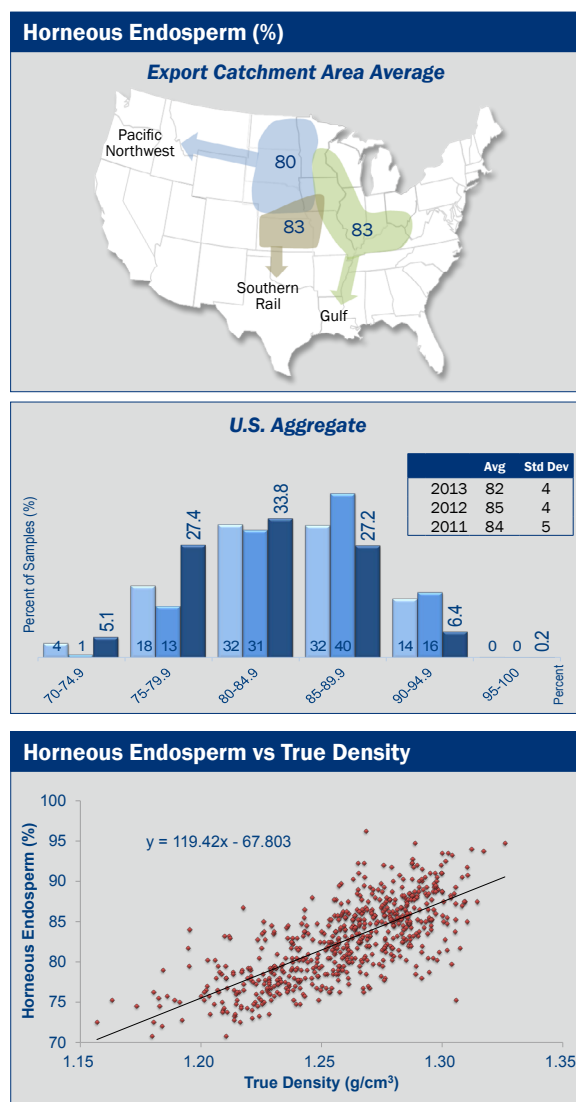 Horneous Endosperm (%)
Export Catchment Area Average
Pacific
Northwest
80
83
83
Southern
Rail
Gulf
U.S. Aggregate
Avg Std Dev
2013 82 4
2012 85 4
2011 84 5
Percent of Samples (%)
4 1 5.1
18 13 27.4
32 31 33.8
32 40 27.2
14 16 6.4
0 0 0.2
70-74.9
75-79.9
80-84.9
85-89.9
90-94.9
95-100
Percent
Horneous Endosperm vs True Density
Horneous Endosperm (%)
100
95
90
85
80
75
70
y = 119.42x - 67.803
1.15 1.20 1.25 1.30 1.35
True Density (g/cm³)